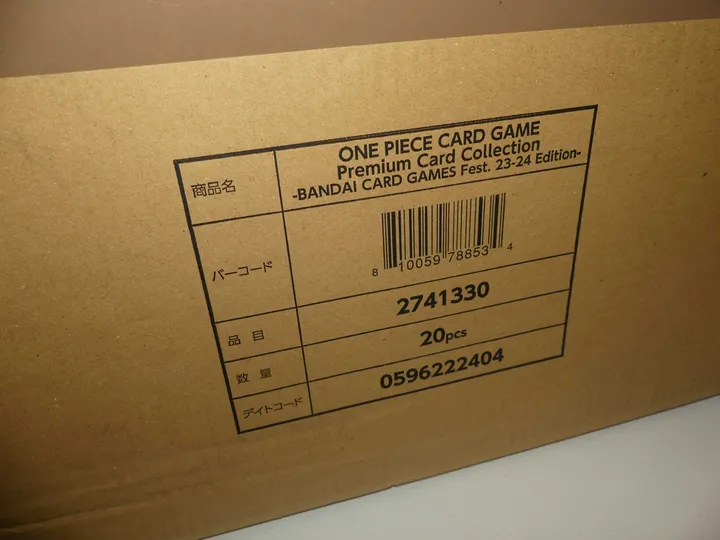 商品名
ONE PIECE CARD GAME
Premium Card Collection
-BANDAI CARD GAMES Fest. 23-24 Edition-
バーコード
8 10059 78853 4
品目
2741330
数量
20pcs
デイトコード
0596222404